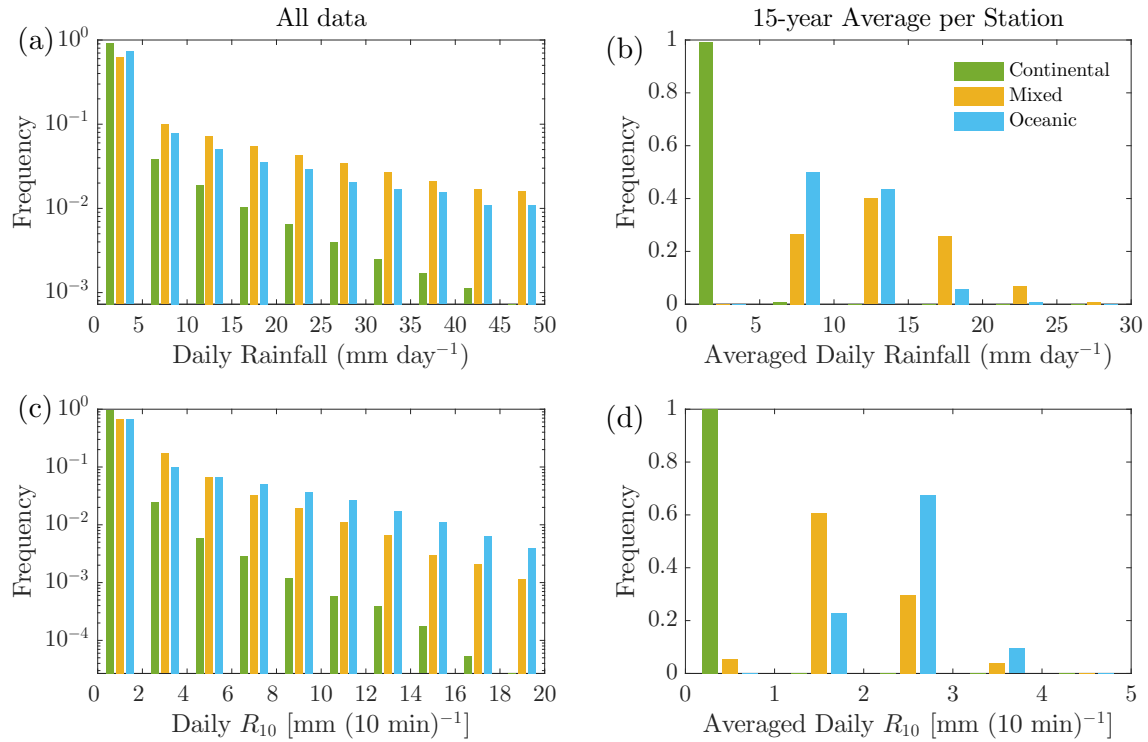 All data
15-year Average per Station
(a)
10⁰
10⁻¹
10⁻²
10⁻³
Frequency
0 5 10 15 20 25 30 35 40 45 50
Daily Rainfall (mm day⁻¹)
(b)
1
0.8
0.6
0.4
0.2
0
Frequency
Continental
Mixed
Oceanic
0 5 10 15 20 25 30
Averaged Daily Rainfall (mm day⁻¹)
(c)
10⁰
10⁻¹
10⁻²
10⁻³
10⁻⁴
Frequency
0 2 4 6 8 10 12 14 16 18 20
Daily R₁₀ [mm (10 min)⁻¹]
(d)
1
0.8
0.6
0.4
0.2
0
Frequency
0 1 2 3 4 5
Averaged Daily R₁₀ [mm (10 min)⁻¹]